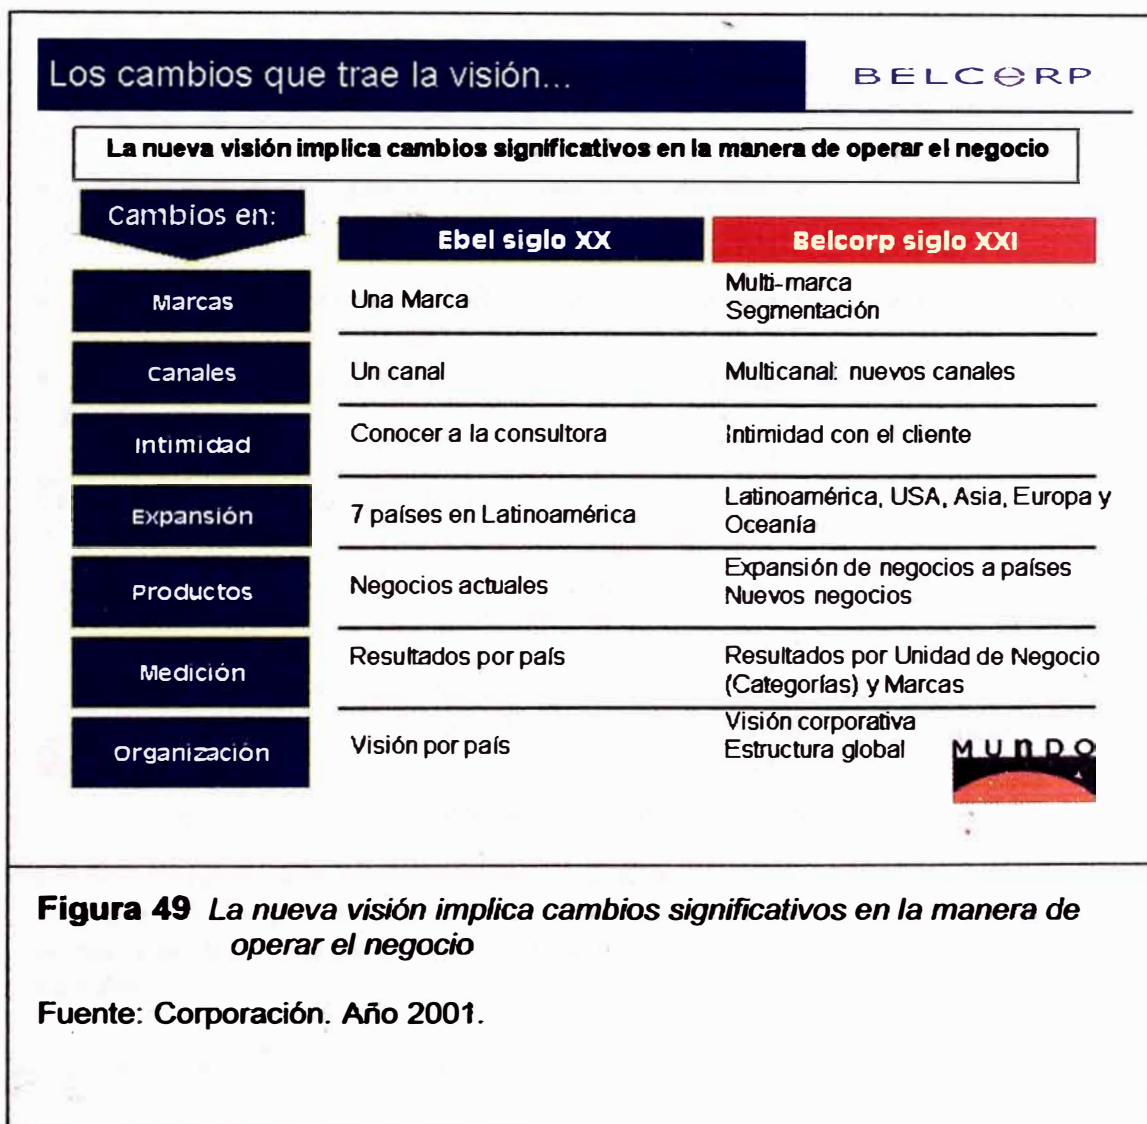 Los cambios que trae la visión...
BELCORP
La nueva visión implica cambios significativos en la manera de operar el negocio
Cambios en:
Ebel siglo XX
Belcorp siglo XXI
Marcas
Una Marca
Multi-marca
Segmentación
Canales
Un canal
Multicanal: nuevos canales
Intimidad
Conocer a la consultora
Intimidad con el cliente
Expansión
7 países en Latinoamérica
Latinoamérica, USA, Asia, Europa y
Oceanía
Productos
Negocios actuales
Expansión de negocios a países
Nuevos negocios
Medición
Resultados por país
Resultados por Unidad de Negocio
(Categorías) y Marcas
Organización
Visión por país
Visión corporativa
Estructura global
MUNDO
Figura 49 La nueva visión implica cambios significativos en la manera de
operar el negocio
Fuente: Corporación. Año 2001.